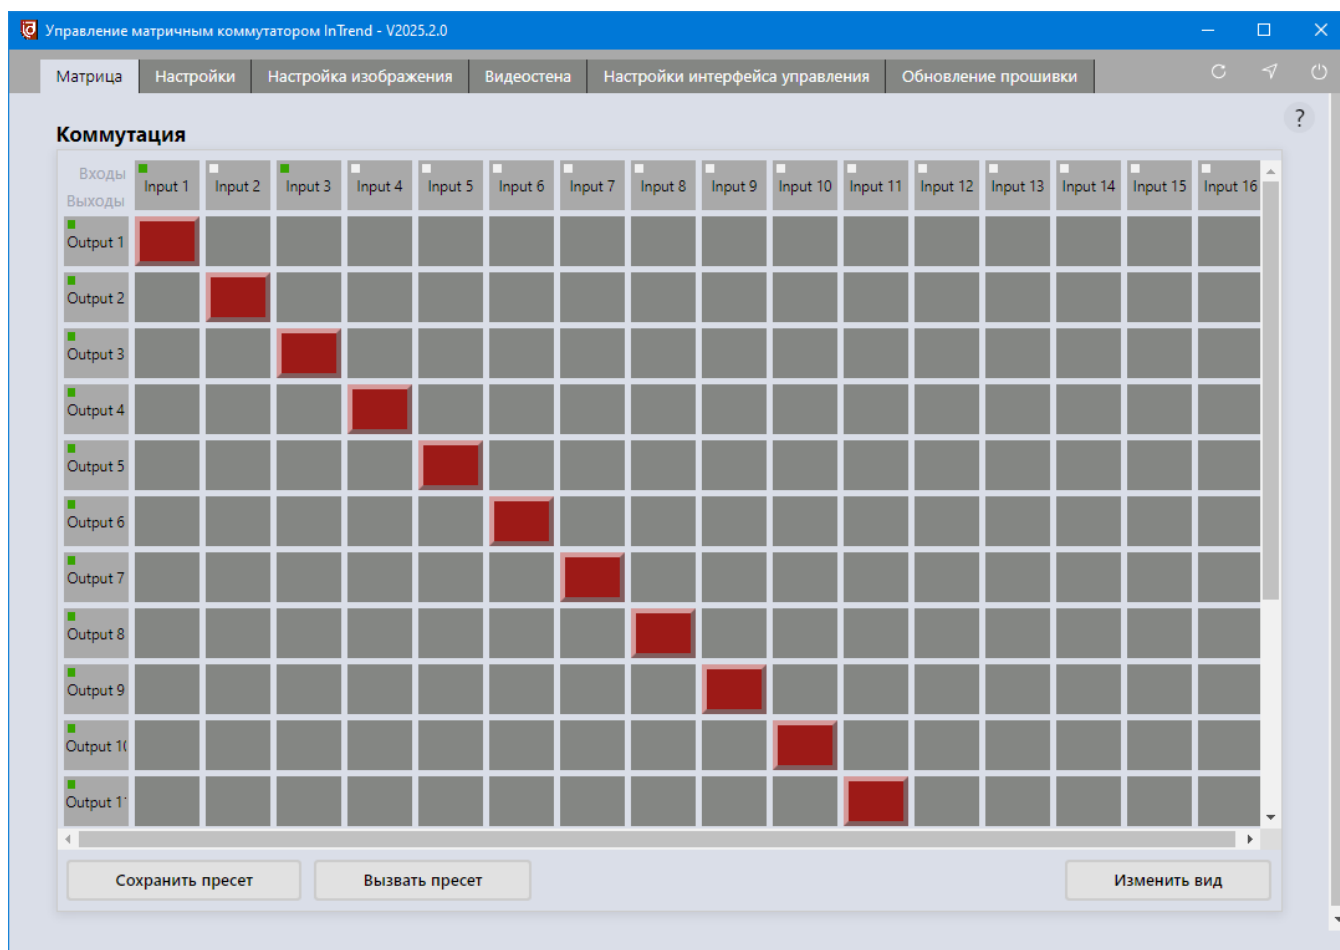 Управление матричным коммутатором InTrend - V2025.2.0
Матрица Настройки Настройка изображения Видеостена Настройки интерфейса управления Обновление прошивки
?
Коммутация
Входы Input 1 Input 2 Input 3 Input 4 Input 5 Input 6 Input 7 Input 8 Input 9 Input 10 Input 11 Input 12 Input 13 Input 14 Input 15 Input 16
Выходы
Output 1
Output 2
Output 3
Output 4
Output 5
Output 6
Output 7
Output 8
Output 9
Output 10
Output 11
Сохранить пресет Вызвать пресет Изменить вид